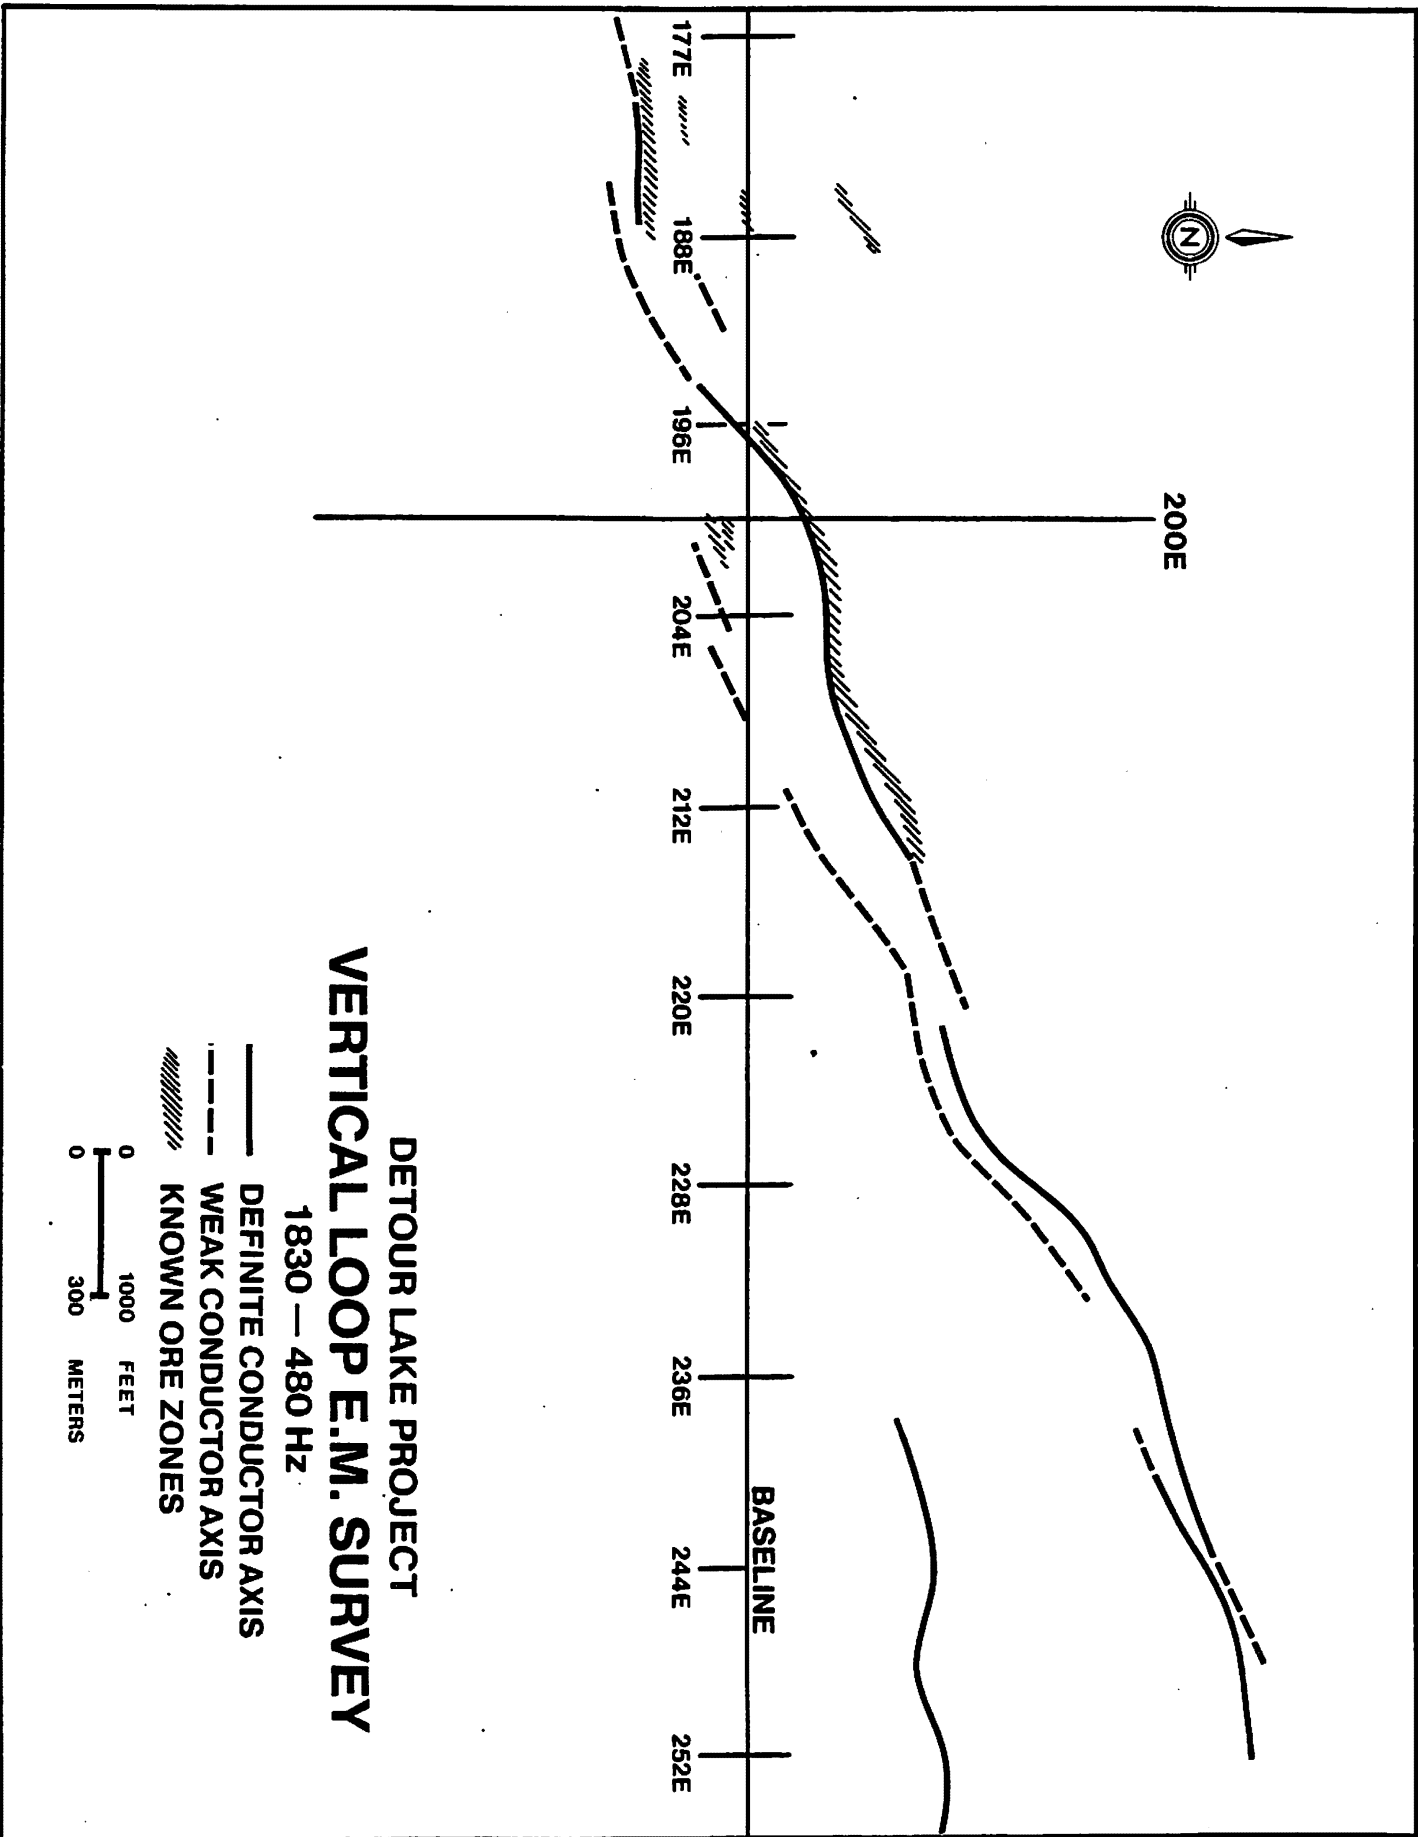 N
200E
BASELINE
177E 188E 196E 204E 212E 220E 228E 236E 244E 252E
DETOUR LAKE PROJECT
VERTICAL LOOP E.M. SURVEY
1830 — 480 Hz
DEFINITE CONDUCTOR AXIS
WEAK CONDUCTOR AXIS
KNOWN ORE ZONES
0 1000 FEET
0 300 METERS